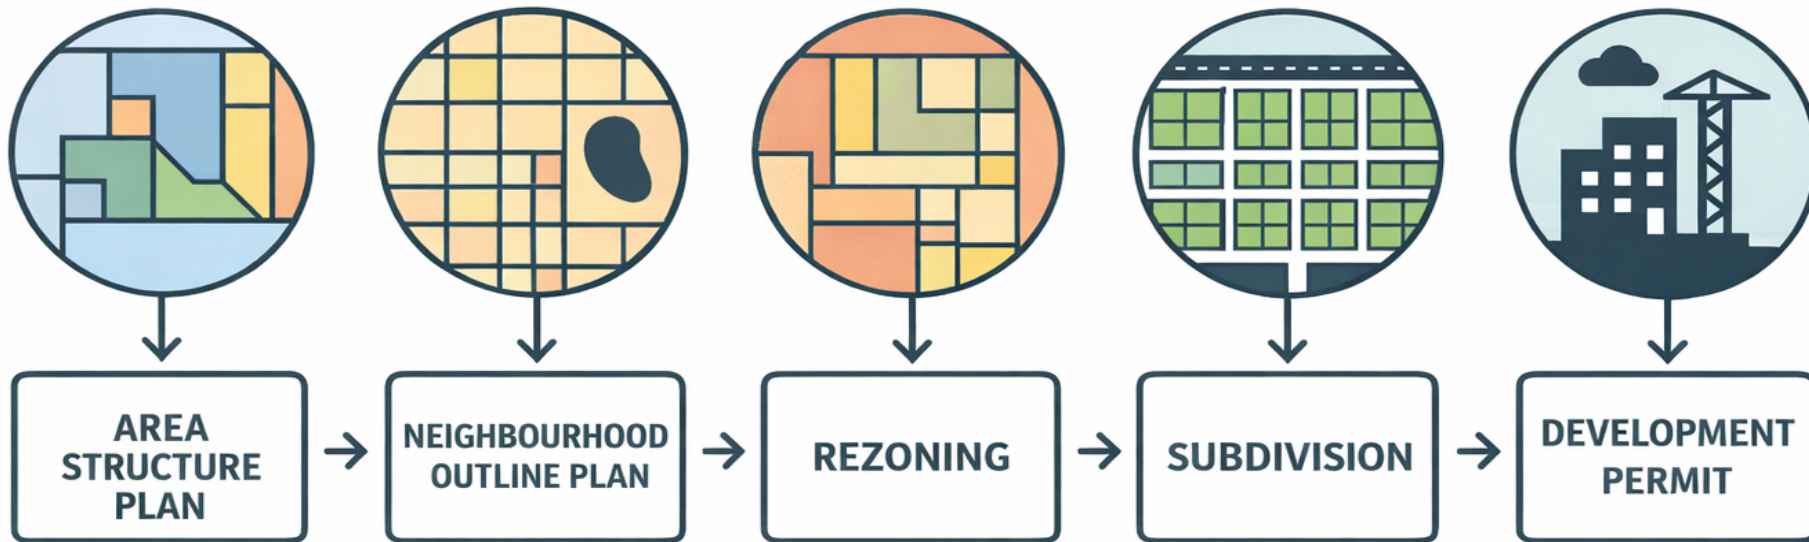 AREA
STRUCTURE
PLAN
NEIGHBOURHOOD
OUTLINE PLAN
REZONING
SUBDIVISION
DEVELOPMENT
PERMIT